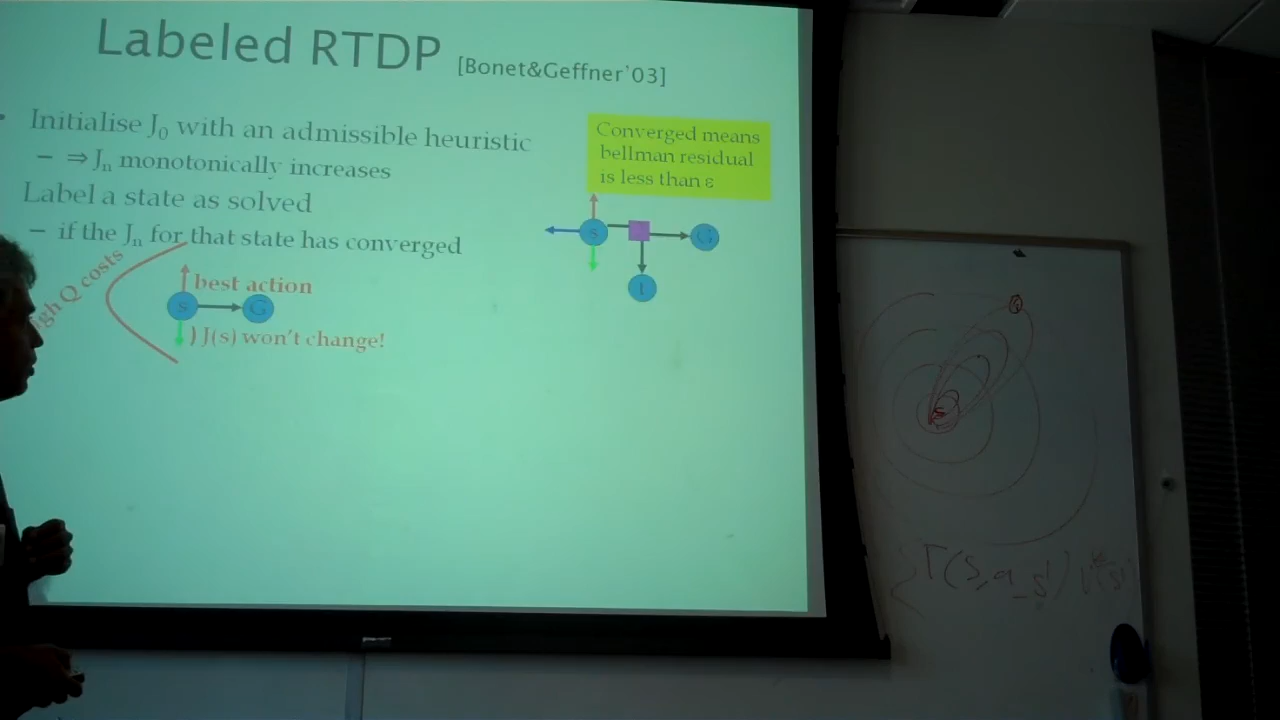 Labeled RTDP [Bonet&Geffner'03]
• Initialise J0 with an admissible heuristic
– ⇒ Jn monotonically increases
Label a state as solved
– if the Jn for that state has converged
Converged means
bellman residual
is less than ε
s
G
t
Q costs
best action
s
G
) J(s) won't change!
G
S
T(s, a, s')